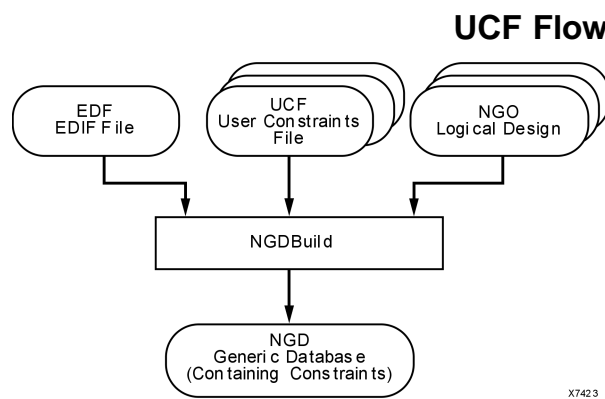 UCF Flow
EDF
EDIF File
UCF
User Constraints
File
NGO
Logical Design
NGDBuild
NGD
Generic Database
(Containing Constraints)
X7423